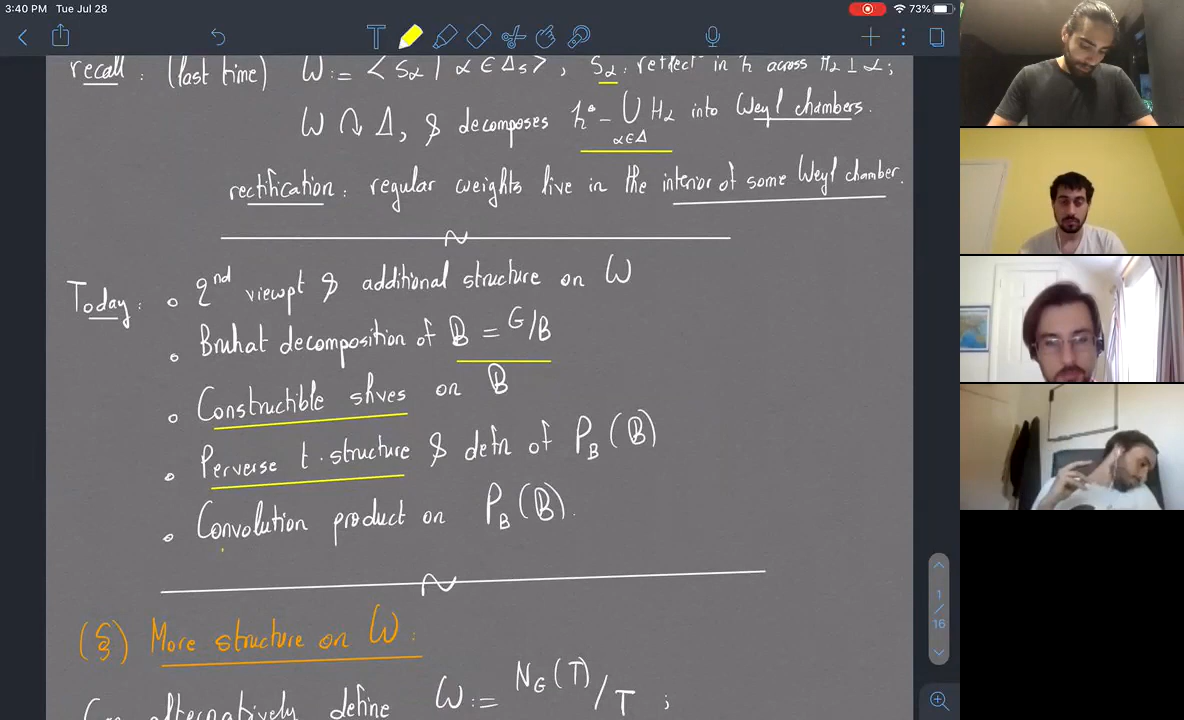 3:40 PM Tue Jul 28
73%
recall : (last time) W := < S_α | α ∈ Δ_s > , S_α : reflect in h across H_α ⊥ α ;
W ↷ Δ, & decomposes h* - ∪ H_α into Weyl chambers.
α∈Δ
rectification : regular weights live in the interior of some Weyl chamber.
Today : • 2nd viewpt & additional structure on W
• Bruhat decomposition of 𝔹 = G/B
• Constructible shves on 𝔹
• Perverse t-structure & defn of P_B(𝔹)
• Convolution product on P_B(𝔹).
(§) More structure on W :
Can alternatively define W := N_G(T)/T ;
1
/
16